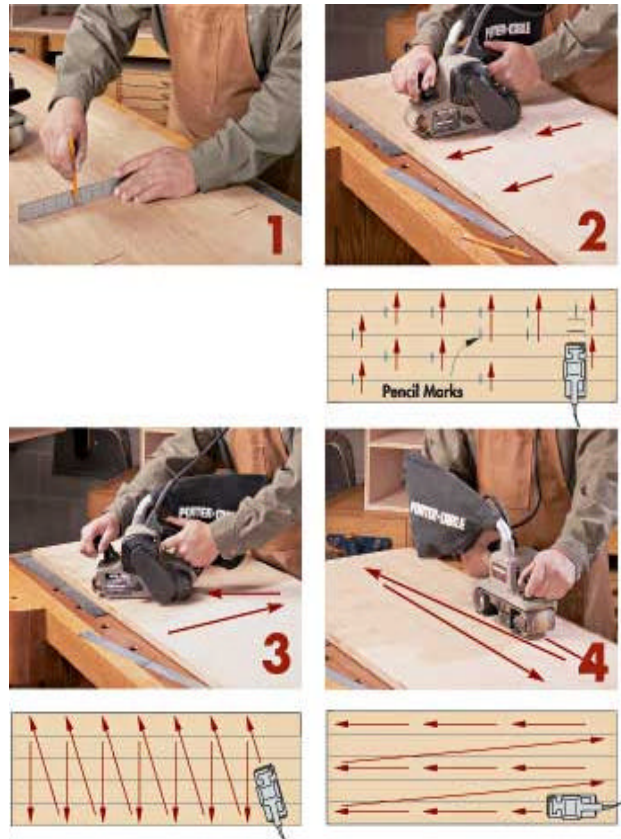 1
PORTER-CABLE
2
Pencil Marks
PORTER-CABLE
3
PORTER-CABLE
4